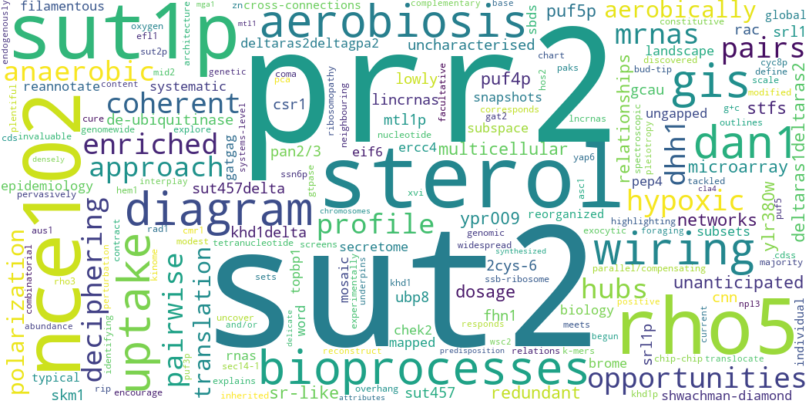 filamentous
sut1p
mga1
zn
cross-connections
complementary
base
endogenously
oxygen
architecture
efl1
mtl1
aerobiosis
sbds
puf5p
aerobically
constitutive
global
sut2p
deltaras2deltagpa2
uncharacterised
mrnas
rac
srl1
anaerobic
mid2
genetic
prr2
landscape
pairs
discovered
bud-tip
chart
define
cyc8p
reannotate
content
systematic
coma
pca
lowly
puf4p
paks
hos2
gis
scale
modified
plentiful
cure
genomewide
explore
coherent
csr1
lincrnas
snapshots
corresponds
gcau
stfs
g+c
outlines
cds
invaluable
de-ubiquitinase
systems-level
ribosomopathy
neighbouring
facultative
mtl1p
gat2
subspace
lncrnas
relationships
spectroscopic
pleiotropy
ungapped
dan1
deltaras1deltaras2
nce102
densely
enriched
gatgag
pan2/3
eif6
nucleotide
ercc4
multicellular
yap6
dhh1
microarray
epidemiology
pervasively
interplay
approach
ssn6p
gtpase
sterol
asc1
pep4
tackled
cla4
puf5
hem1
sut457delta
xvi
reorganized
hypoxic
ylr380w
aus1
deciphering
rad1
cmr1
diagram
chromosomes
profile
ypr009
exocytic
foraging
highlighting
networks
contract
modest
screens
khd1delta
genomic
widespread
wiring
subsets
cdss
majority
tetranucleotide
secretome
synthesized
parallel/compensating
unanticipated
polarization
combinatorial
rho3
uptake
perturbation
kinome
pairwise
translation
sut2
topbp1
mosaic
experimentally
underpins
khd1
2cys-6
ssb-ribosome
hubs
cnn
positive
npl3
individual
abundance
identifying
sets
ubp8
dosage
biology
rho5
current
uncover
and/or
delicate
word
chek2
mapped
fhn1
responds
meets
begun
k-mers
srl1p
chip-chip
translocate
typical
puf3p
rnas
sec14-1
reconstruct
wsc2
predisposition
relations
brome
skm1
rip
encourage
explains
inherited
bioprocesses
opportunities
sr-like
overhang
attributes
sut457
redundant
khd1p
shwachman-diamond